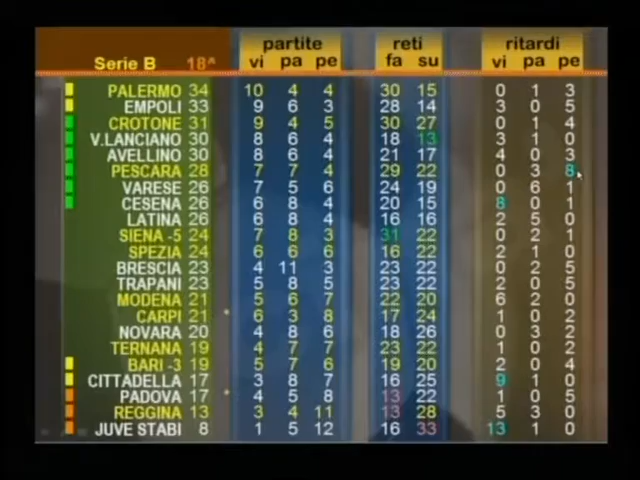 partite reti ritardi
Serie B 18^ vi pa pe fa su vi pa pe
PALERMO 34 10 4 4 30 15 0 1 3
EMPOLI 33 9 6 3 28 14 3 0 5
CROTONE 31 9 4 5 30 27 0 1 4
V.LANCIANO 30 8 6 4 18 13 3 1 0
AVELLINO 30 8 6 4 21 17 4 0 3
PESCARA 28 7 7 4 29 22 0 3 8
VARESE 26 7 5 6 24 19 0 6 1
CESENA 26 6 8 4 20 15 8 0 1
LATINA 26 6 8 4 16 16 2 5 0
SIENA -5 24 7 8 3 31 22 0 2 1
SPEZIA 24 6 6 6 16 22 2 1 0
BRESCIA 23 4 11 3 23 22 0 2 5
TRAPANI 23 5 8 5 23 22 0 2 5
MODENA 21 5 6 7 22 20 6 2 0
CARPI 21 6 3 8 17 24 1 0 2
NOVARA 20 4 8 6 18 26 0 3 2
TERNANA 19 4 7 7 23 22 1 0 2
BARI -3 19 5 7 6 19 20 2 0 4
CITTADELLA 17 3 8 7 16 25 9 1 0
PADOVA 17 4 5 8 13 22 1 0 5
REGGINA 13 3 4 11 13 28 5 3 0
JUVE STABI 8 1 5 12 16 33 13 1 0